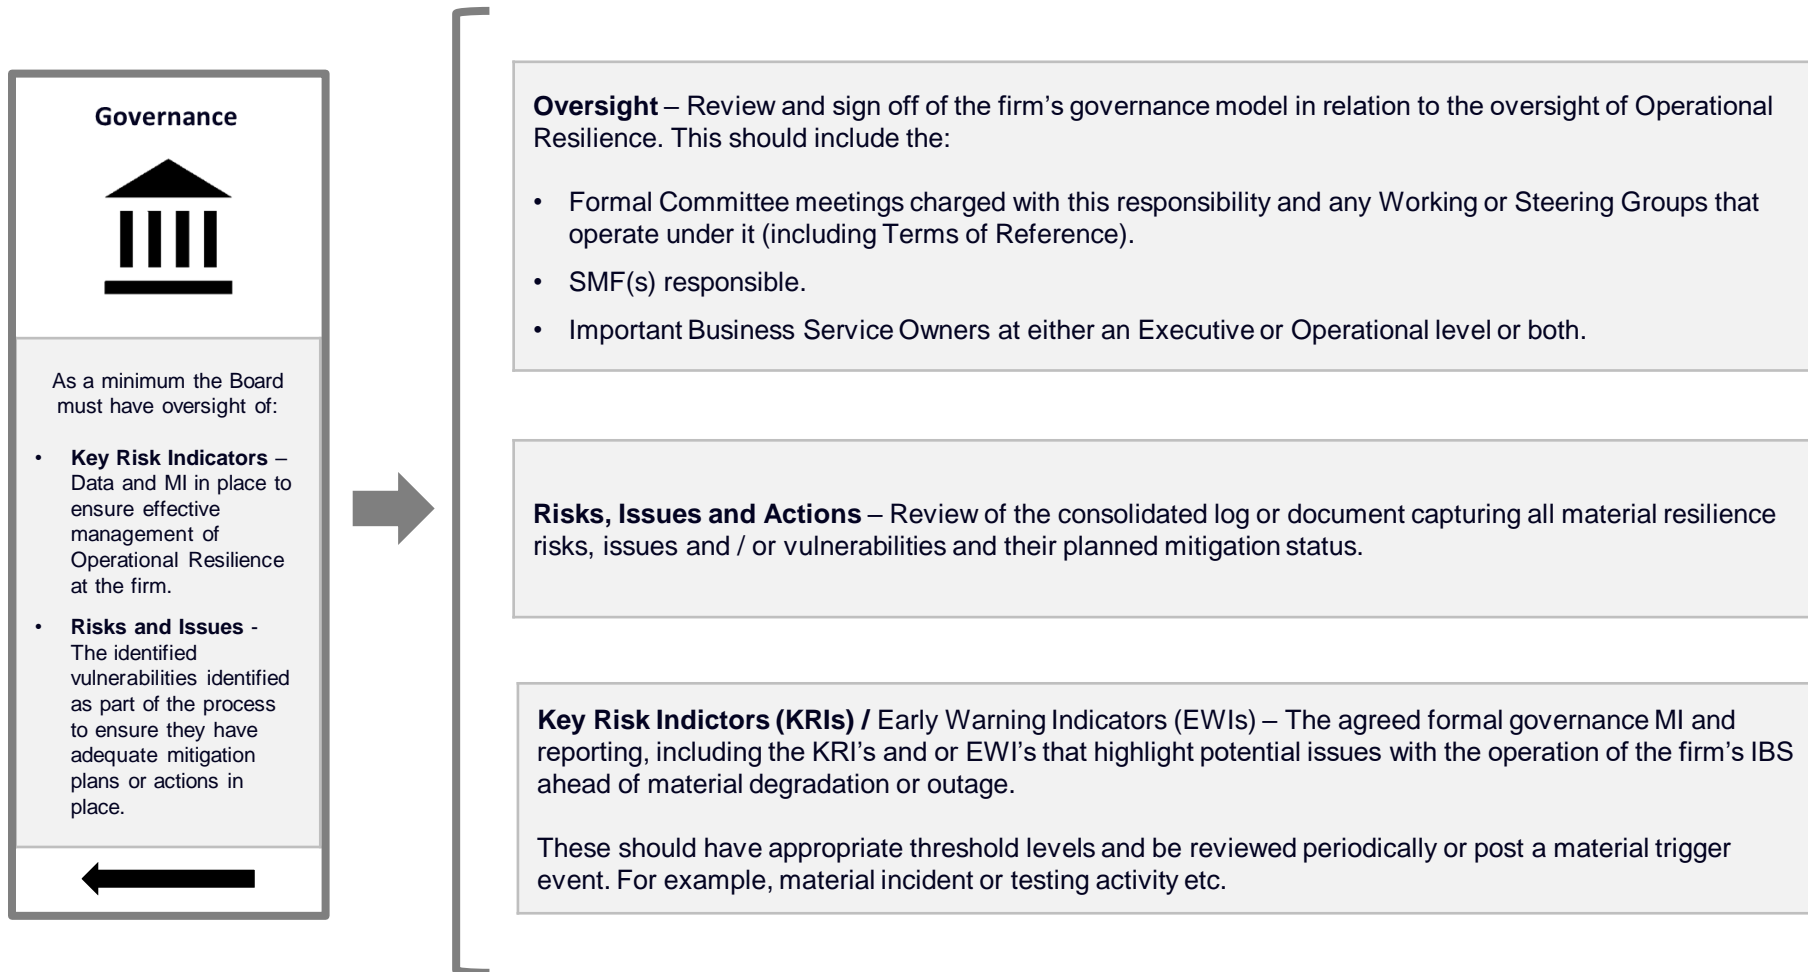 Governance
As a minimum the Board
must have oversight of:
• Key Risk Indicators –
Data and MI in place to
ensure effective
management of
Operational Resilience
at the firm.
• Risks and Issues -
The identified
vulnerabilities identified
as part of the process
to ensure they have
adequate mitigation
plans or actions in
place.
Oversight – Review and sign off of the firm’s governance model in relation to the oversight of Operational
Resilience. This should include the:
• Formal Committee meetings charged with this responsibility and any Working or Steering Groups that
operate under it (including Terms of Reference).
• SMF(s) responsible.
• Important Business Service Owners at either an Executive or Operational level or both.
Risks, Issues and Actions – Review of the consolidated log or document capturing all material resilience
risks, issues and / or vulnerabilities and their planned mitigation status.
Key Risk Indictors (KRIs) / Early Warning Indicators (EWIs) – The agreed formal governance MI and
reporting, including the KRI’s and or EWI’s that highlight potential issues with the operation of the firm’s IBS
ahead of material degradation or outage.
These should have appropriate threshold levels and be reviewed periodically or post a material trigger
event. For example, material incident or testing activity etc.